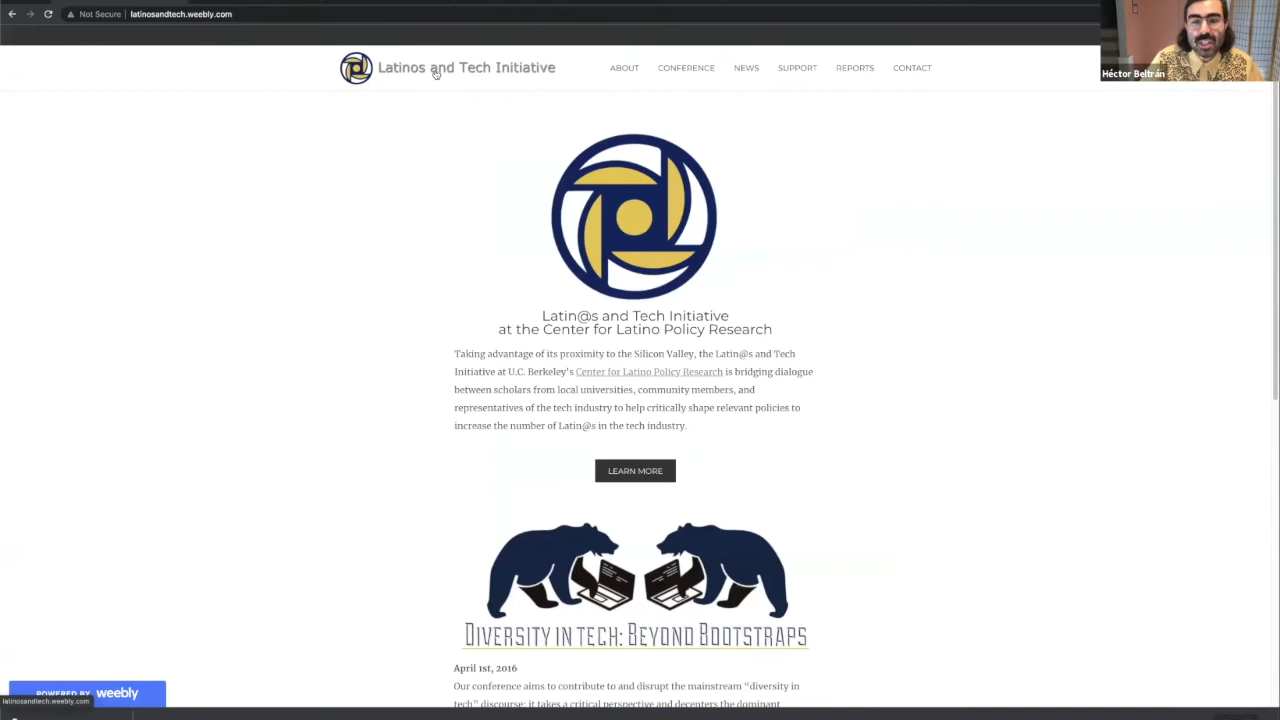 Not Secure | latinosandtech.weebly.com
Latinos and Tech Initiative
ABOUT CONFERENCE NEWS SUPPORT REPORTS CONTACT
Héctor Beltrán
Latin@s and Tech Initiative
at the Center for Latino Policy Research
Taking advantage of its proximity to the Silicon Valley, the Latin@s and Tech
Initiative at U.C. Berkeley's Center for Latino Policy Research is bridging dialogue
between scholars from local universities, community members, and
representatives of the tech industry to help critically shape relevant policies to
increase the number of Latin@s in the tech industry.
LEARN MORE
DIVERSITY IN TECH: BEYOND BOOTSTRAPS
April 1st, 2016
Our conference aims to contribute to and disrupt the mainstream “diversity in
tech” discourse: it takes a critical perspective and decenters the dominant
POWERED BY weebly
latinosandtech.weebly.com